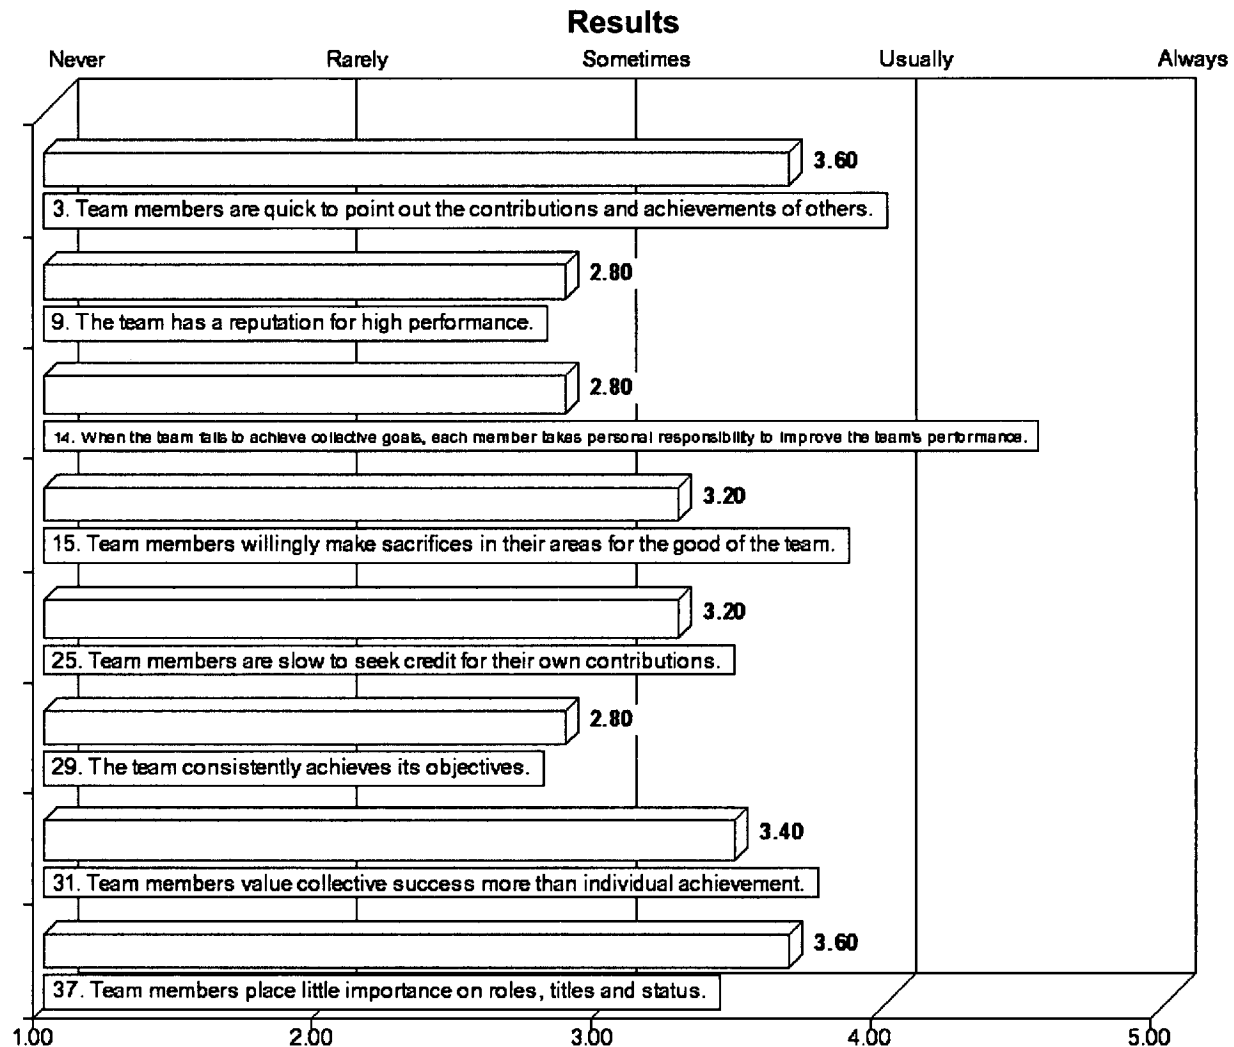 Results
Never Rarely Sometimes Usually Always
3.60
3. Team members are quick to point out the contributions and achievements of others.
2.80
9. The team has a reputation for high performance.
2.80
14. When the team fails to achieve collective goals, each member takes personal responsibility to improve the team's performance.
3.20
15. Team members willingly make sacrifices in their areas for the good of the team.
3.20
25. Team members are slow to seek credit for their own contributions.
2.80
29. The team consistently achieves its objectives.
3.40
31. Team members value collective success more than individual achievement.
3.60
37. Team members place little importance on roles, titles and status.
1.00 2.00 3.00 4.00 5.00